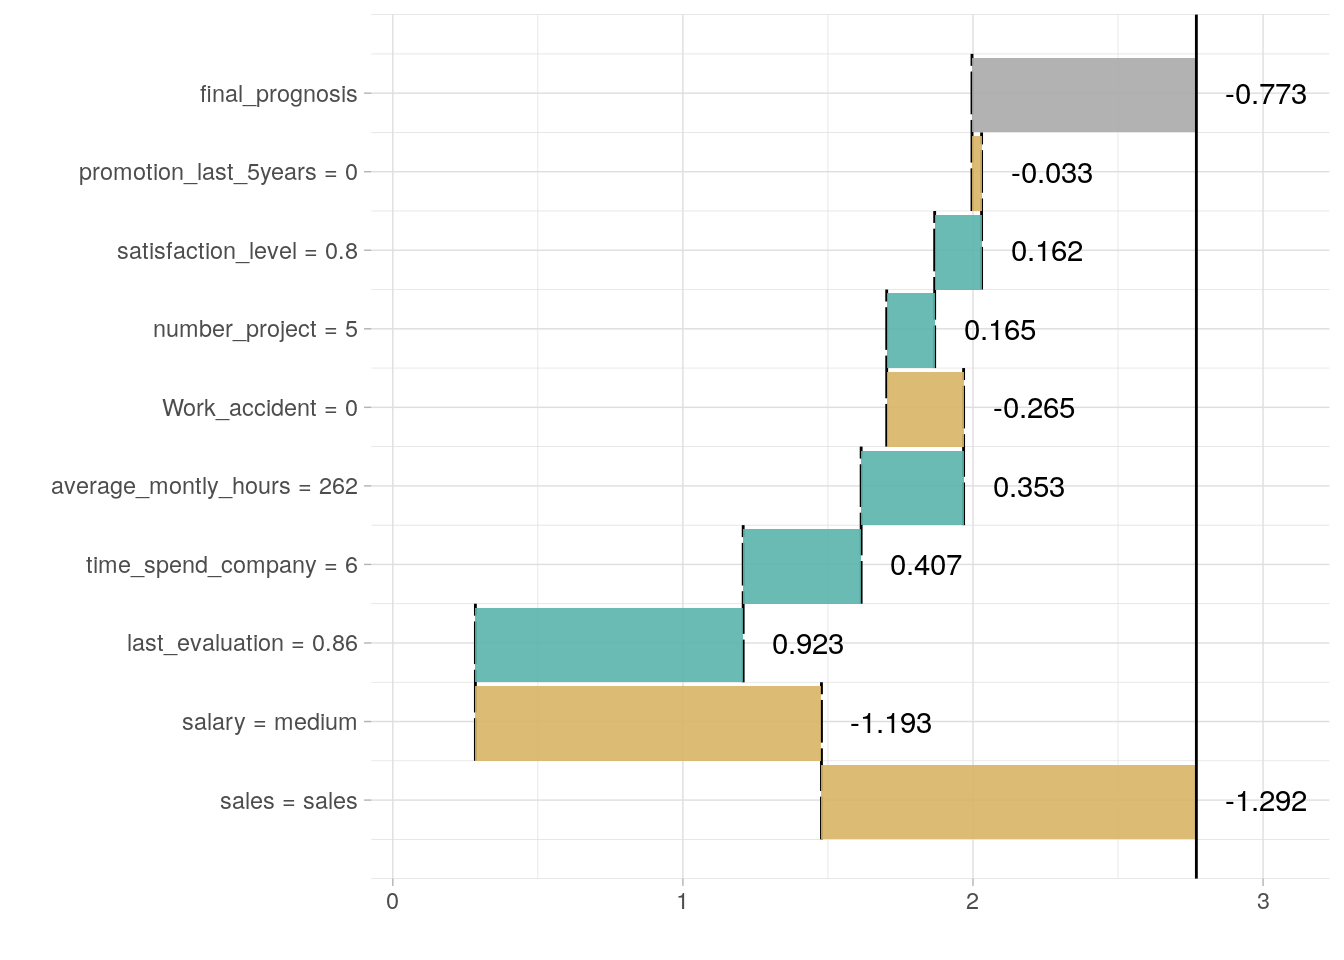 final_prognosis -0.773
promotion_last_5years = 0 -0.033
satisfaction_level = 0.8 0.162
number_project = 5 0.165
Work_accident = 0 -0.265
average_montly_hours = 262 0.353
time_spend_company = 6 0.407
last_evaluation = 0.86 0.923
salary = medium -1.193
sales = sales -1.292
0 1 2 3